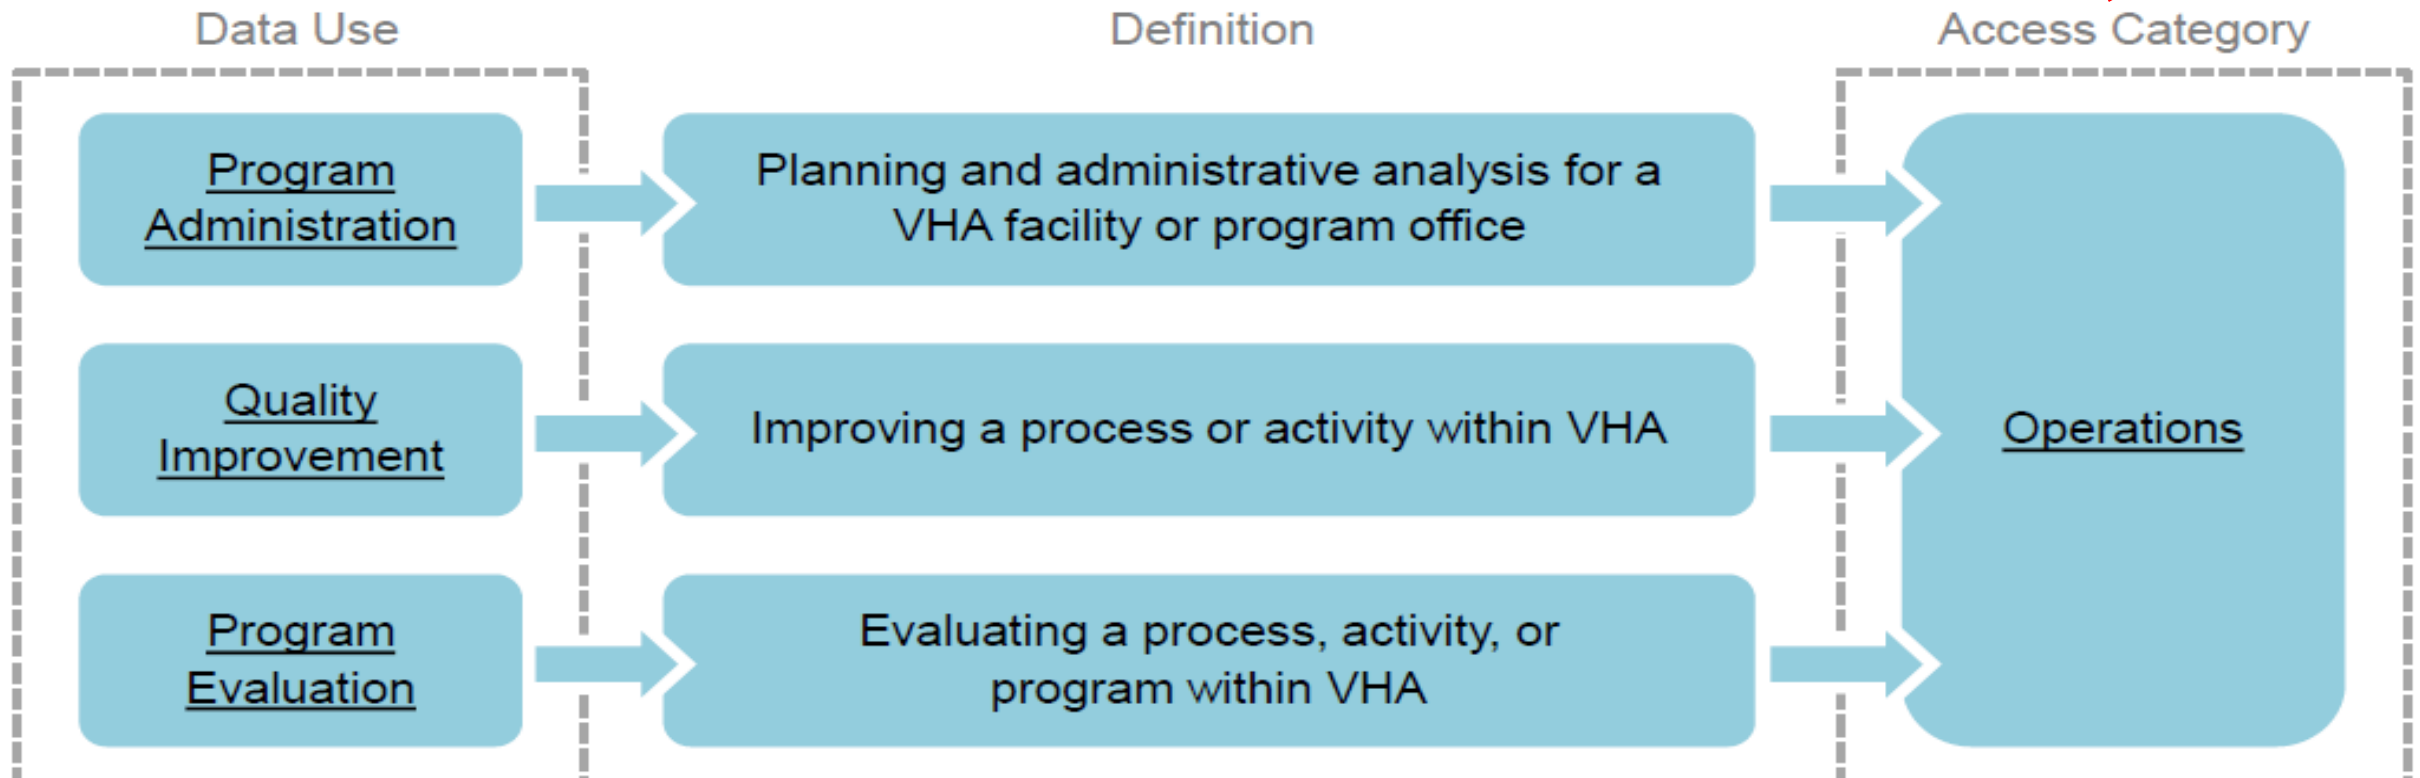 Data Use
Definition
Access Category
Program
Administration
Planning and administrative analysis for a
VHA facility or program office
Quality
Improvement
Improving a process or activity within VHA
Operations
Program
Evaluation
Evaluating a process, activity, or
program within VHA